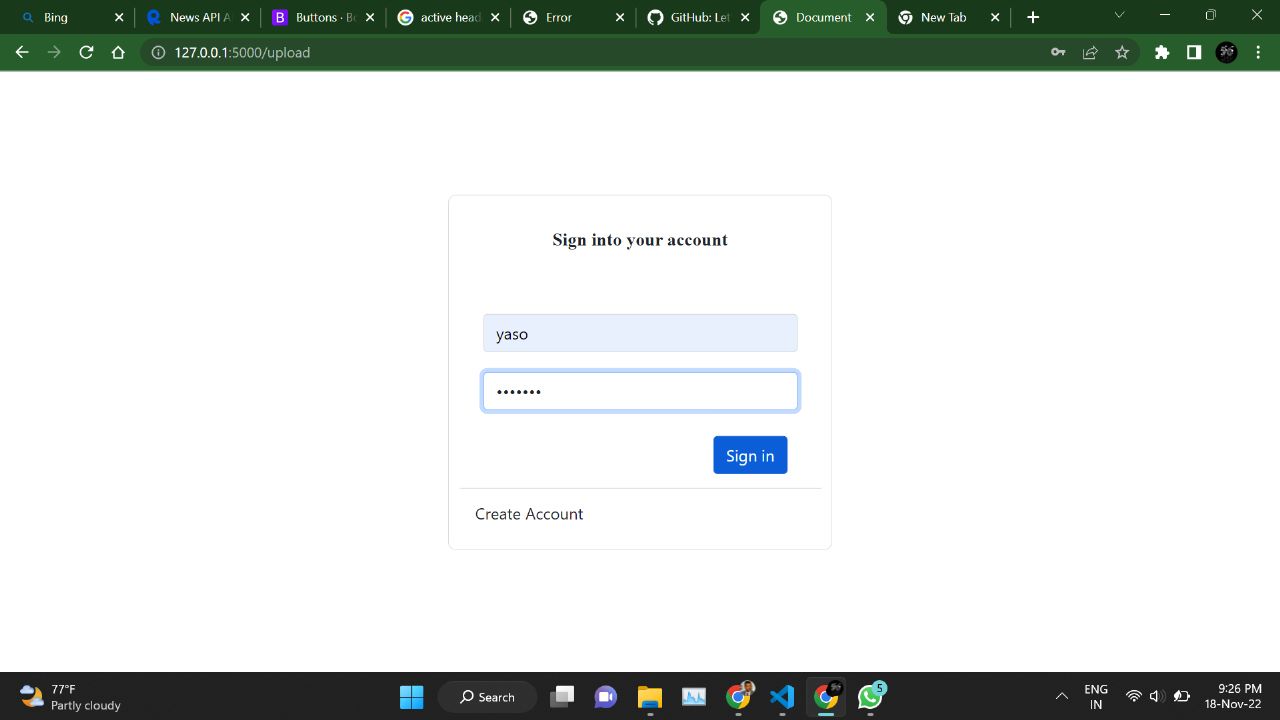 Bing
News API A
Buttons · Bo
active head
Error
GitHub: Let
Document
New Tab
127.0.0.1:5000/upload
Sign into your account
yaso
•••••••
Sign in
Create Account
77°F
Partly cloudy
Search
5
ENG
IN
9:26 PM
18-Nov-22